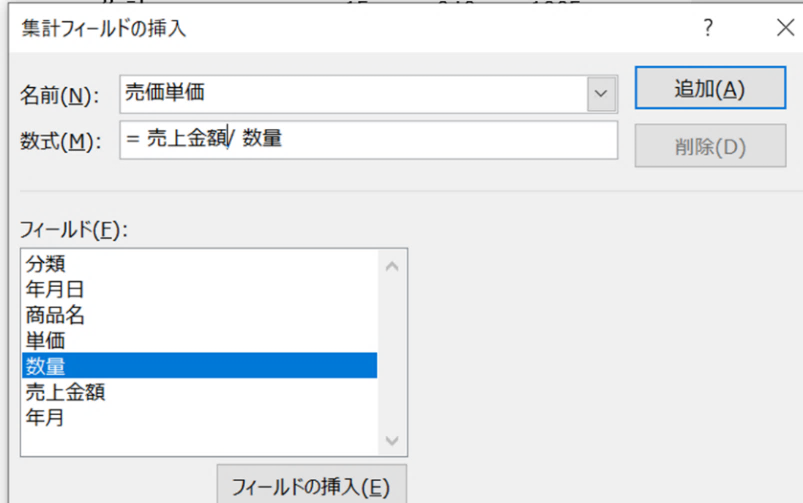 集計フィールドの挿入 ? ×
名前(N): 売価単価 追加(A)
数式(M): = 売上金額/ 数量 削除(D)
フィールド(F):
分類
年月日
商品名
単価
数量
売上金額
年月
フィールドの挿入(E)